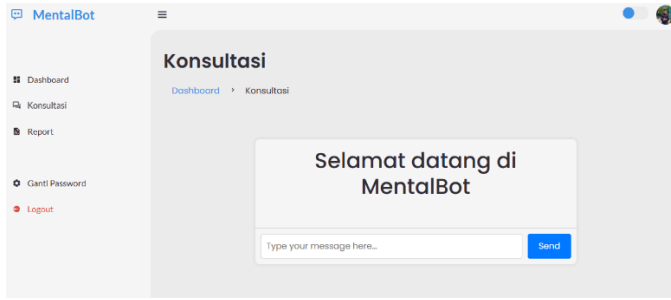 MentalBot
Dashboard
Konsultasi
Report
Ganti Password
Logout
Konsultasi
Dashboard > Konsultasi
Selamat datang di
MentalBot
Type your message here...
Send